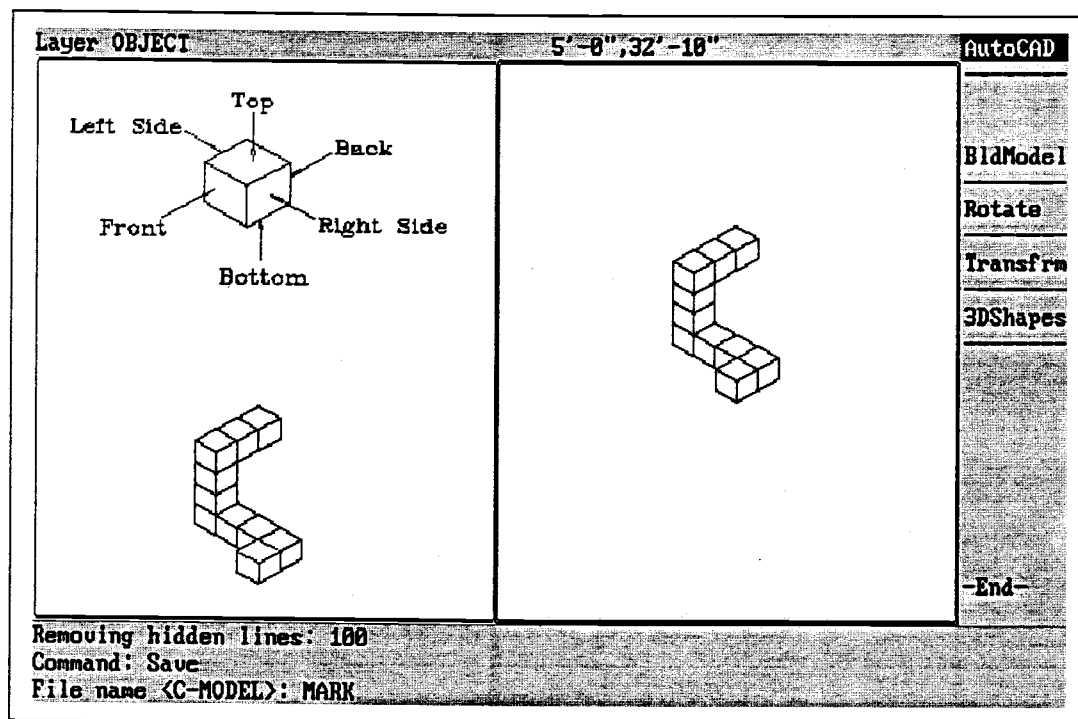 Layer OBJECT 5'-0",32'-10" AutoCAD
Top
Left Side
Back
BldModel
Front
Right Side
Rotate
Bottom
Transfrm
3DShapes
-End-
Removing hidden lines: 100
Command: Save
File name <C-MODEL>: MARK